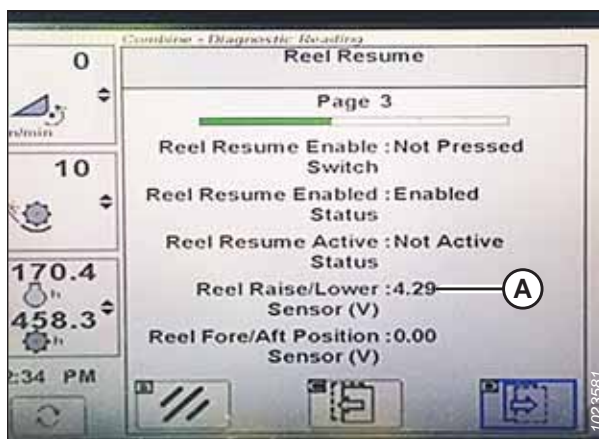 Combine - Diagnostic Reading
Reel Resume
Page 3
Reel Resume Enable :Not Pressed
Switch
Reel Resume Enabled :Enabled
Status
Reel Resume Active :Not Active
Status
Reel Raise/Lower :4.29
Sensor (V)
Reel Fore/Aft Position :0.00
Sensor (V)
0
10
170.4
h
458.3
h
2:34 PM
A
1023581